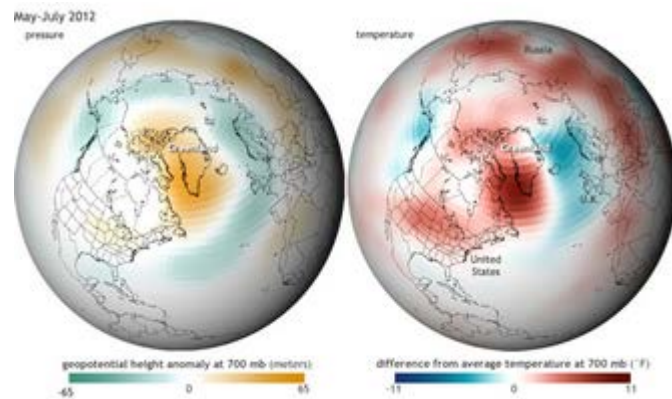 May-July 2012
pressure
temperature
Russia
Greenland
Greenland
U.K.
United
States
geopotential height anomaly at 700 mb (meters)
-65
0
65
difference from average temperature at 700 mb (°F)
-11
0
11